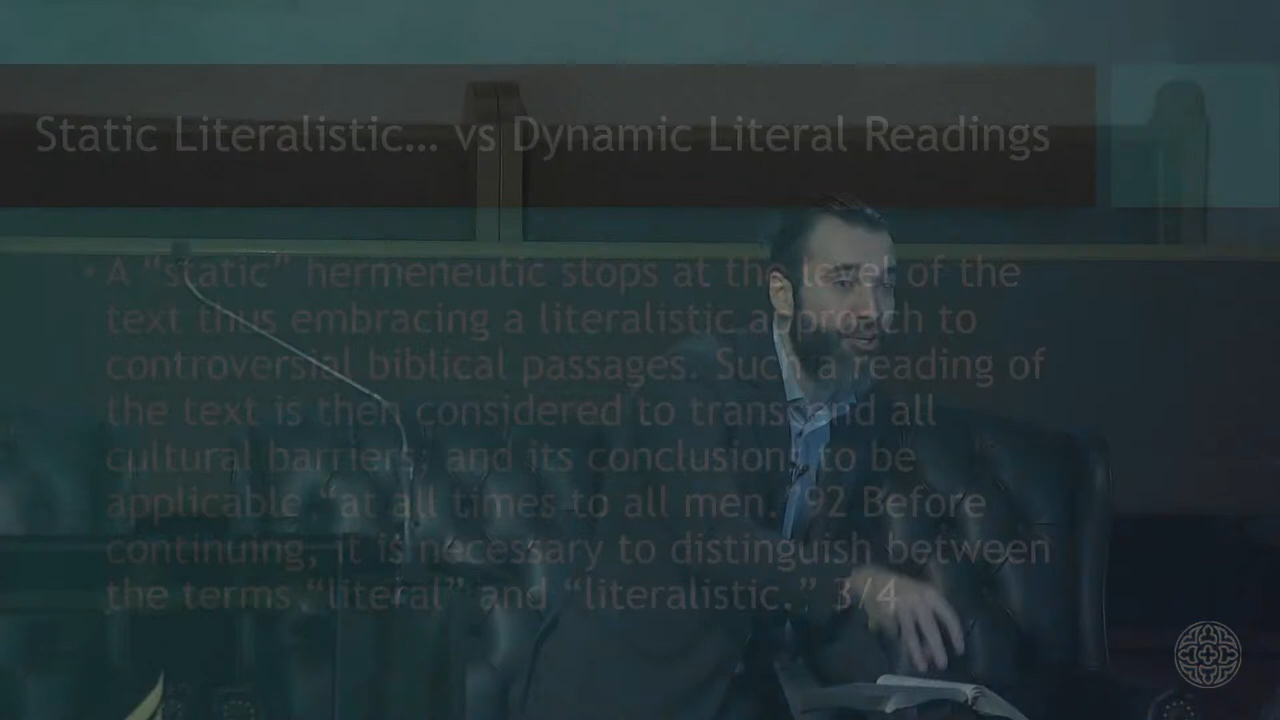 Static Literalistic... vs Dynamic Literal Readings
• A “static” hermeneutic stops at the end of the
text thus embracing a literalistic approach to
controversial biblical passages. Such a reading of
the text is then considered to transcend all
cultural barriers and its conclusions to be
applicable “at all times to all men.”92 Before
continuing, it is necessary to distinguish between
the terms “literal” and “literalistic.” 3/4